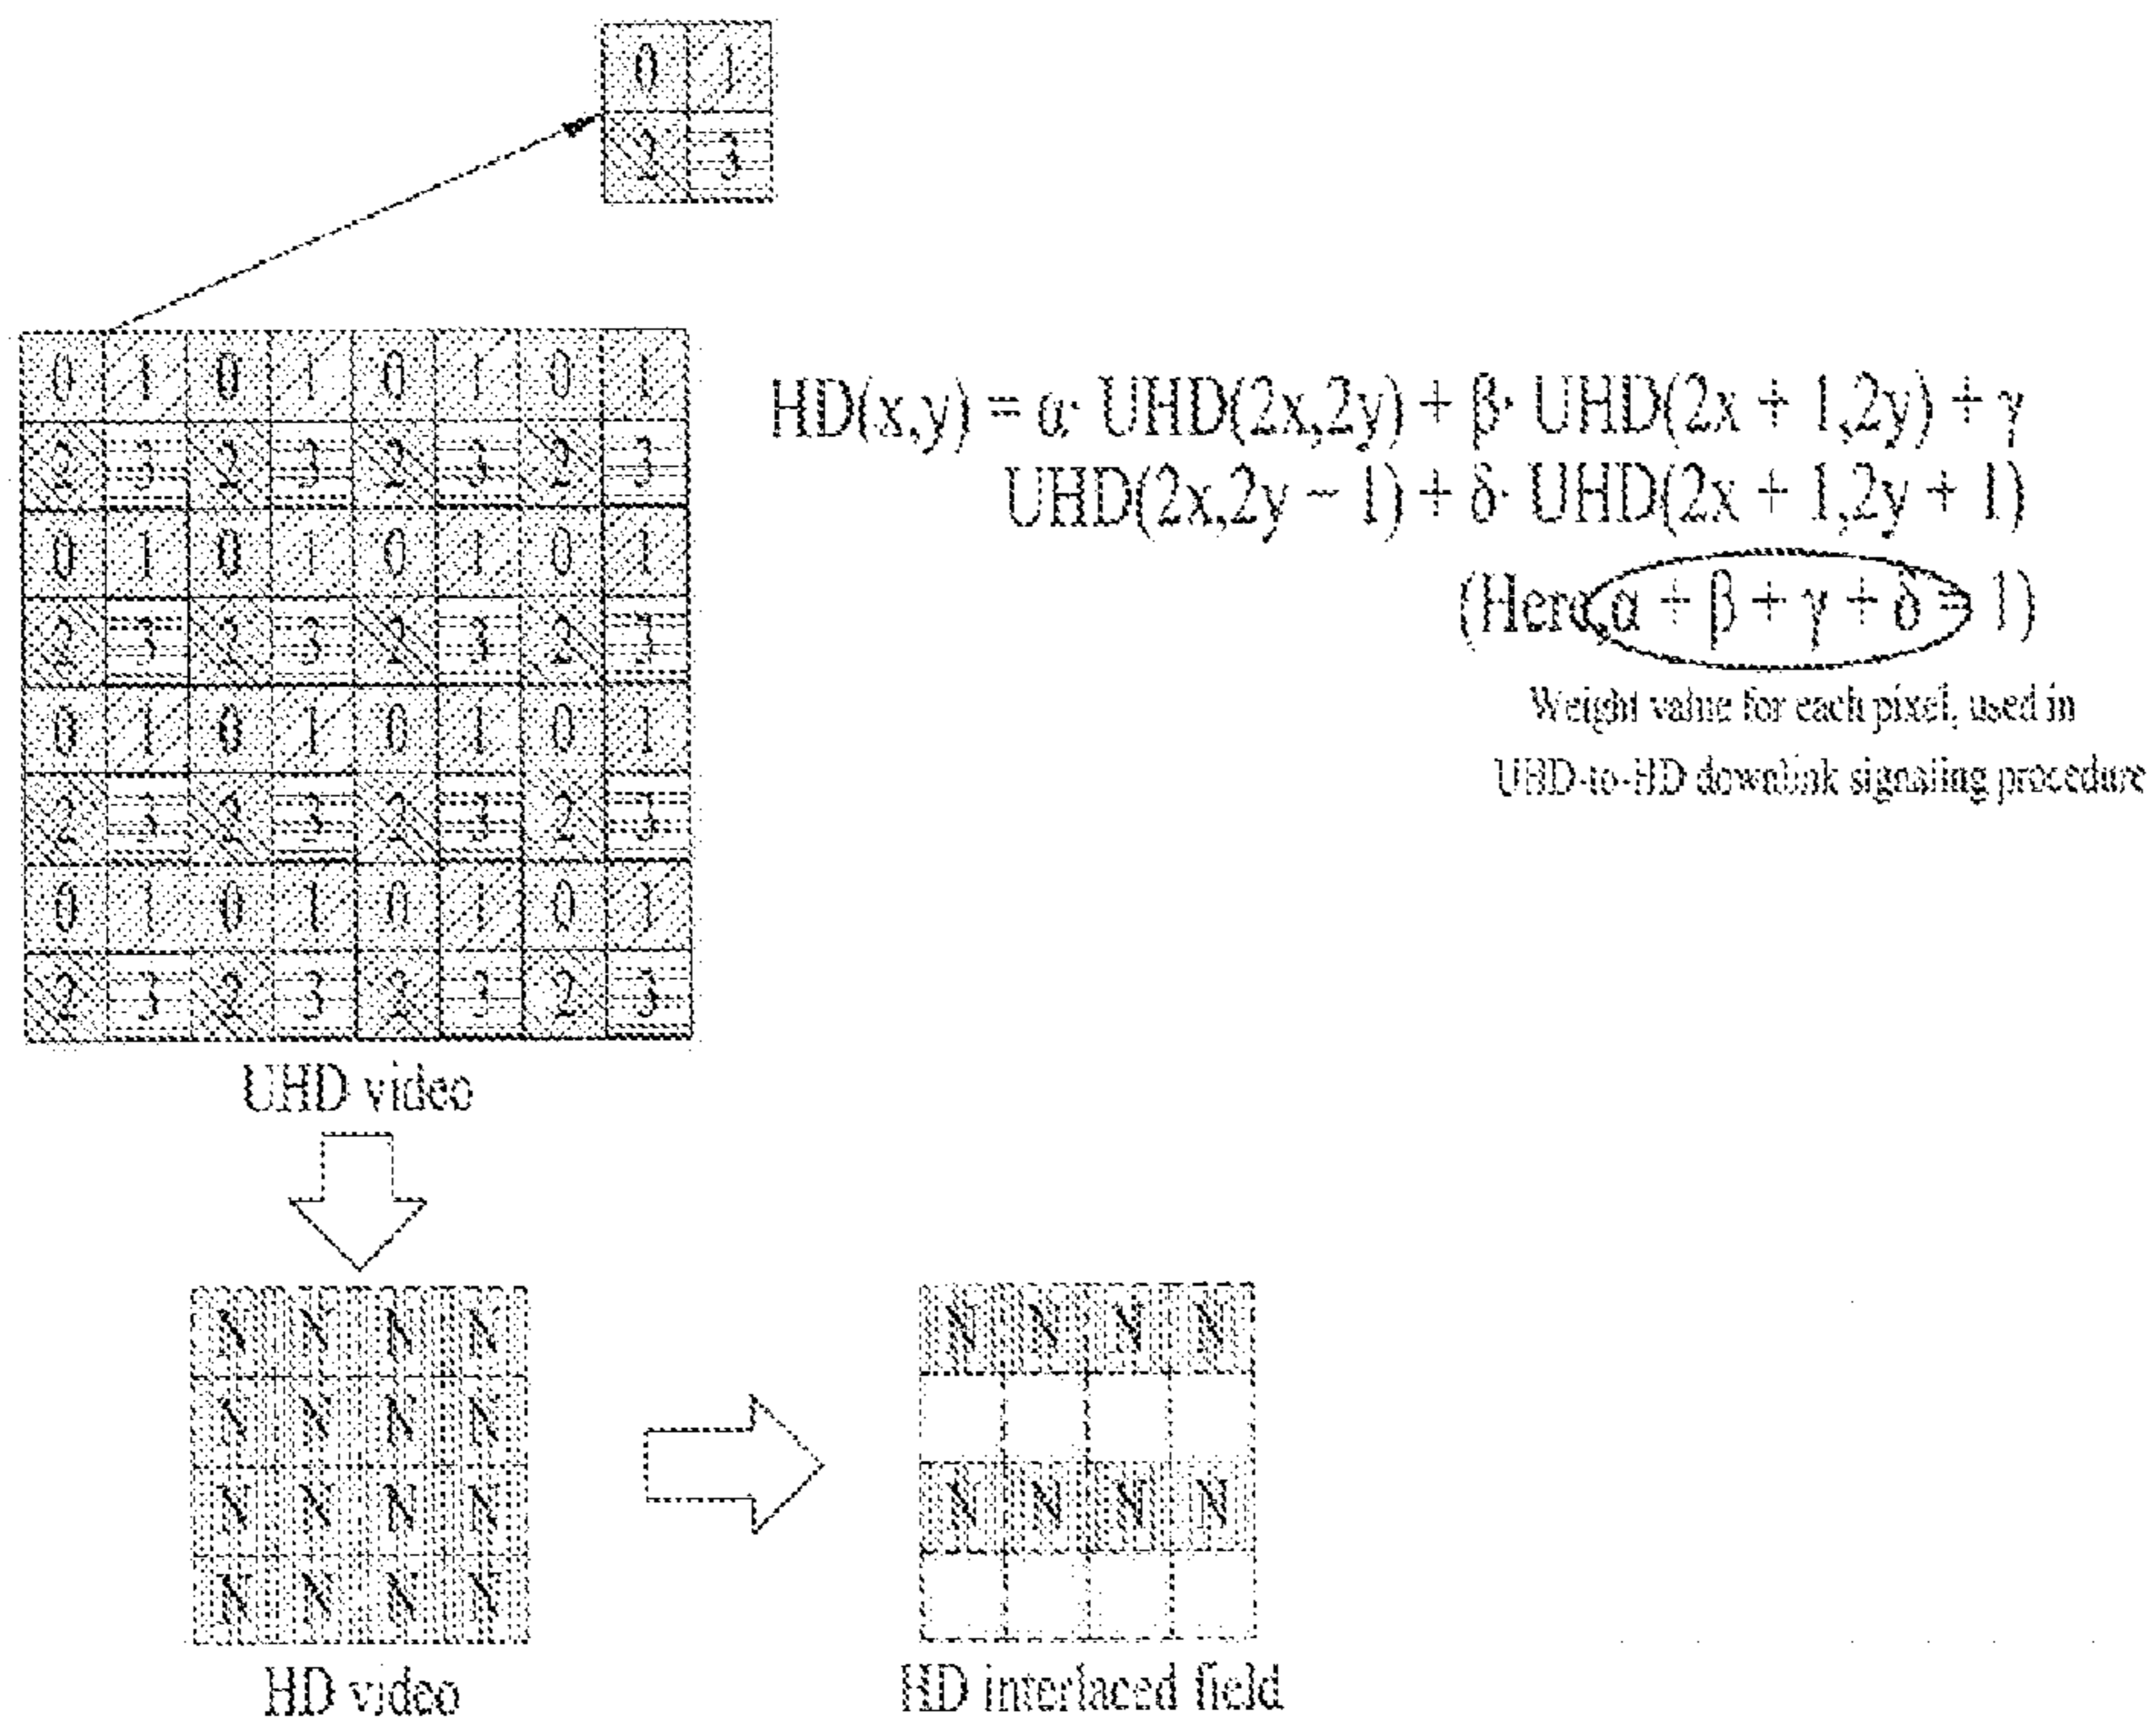 0 1
2 3
0 1 0 1 0 1 0 1
2 3 2 3 2 3 2 3
0 1 0 1 0 1 0 1
2 3 2 3 2 3 2 3
0 1 0 1 0 1 0 1
2 3 2 3 2 3 2 3
0 1 0 1 0 1 0 1
2 3 2 3 2 3 2 3
UHD video
HD(x,y) = α· UHD(2x,2y) + β· UHD(2x + 1,2y) + γ
UHD(2x,2y − 1) + δ· UHD(2x + 1,2y + 1)
(Here,α + β + γ + δ = 1)
Weight value for each pixel, used in
UHD-to-HD downlink signaling procedure
N N N N
N N N N
N N N N
N N N N
HD video
N N N N
N N N N
HD interlaced field